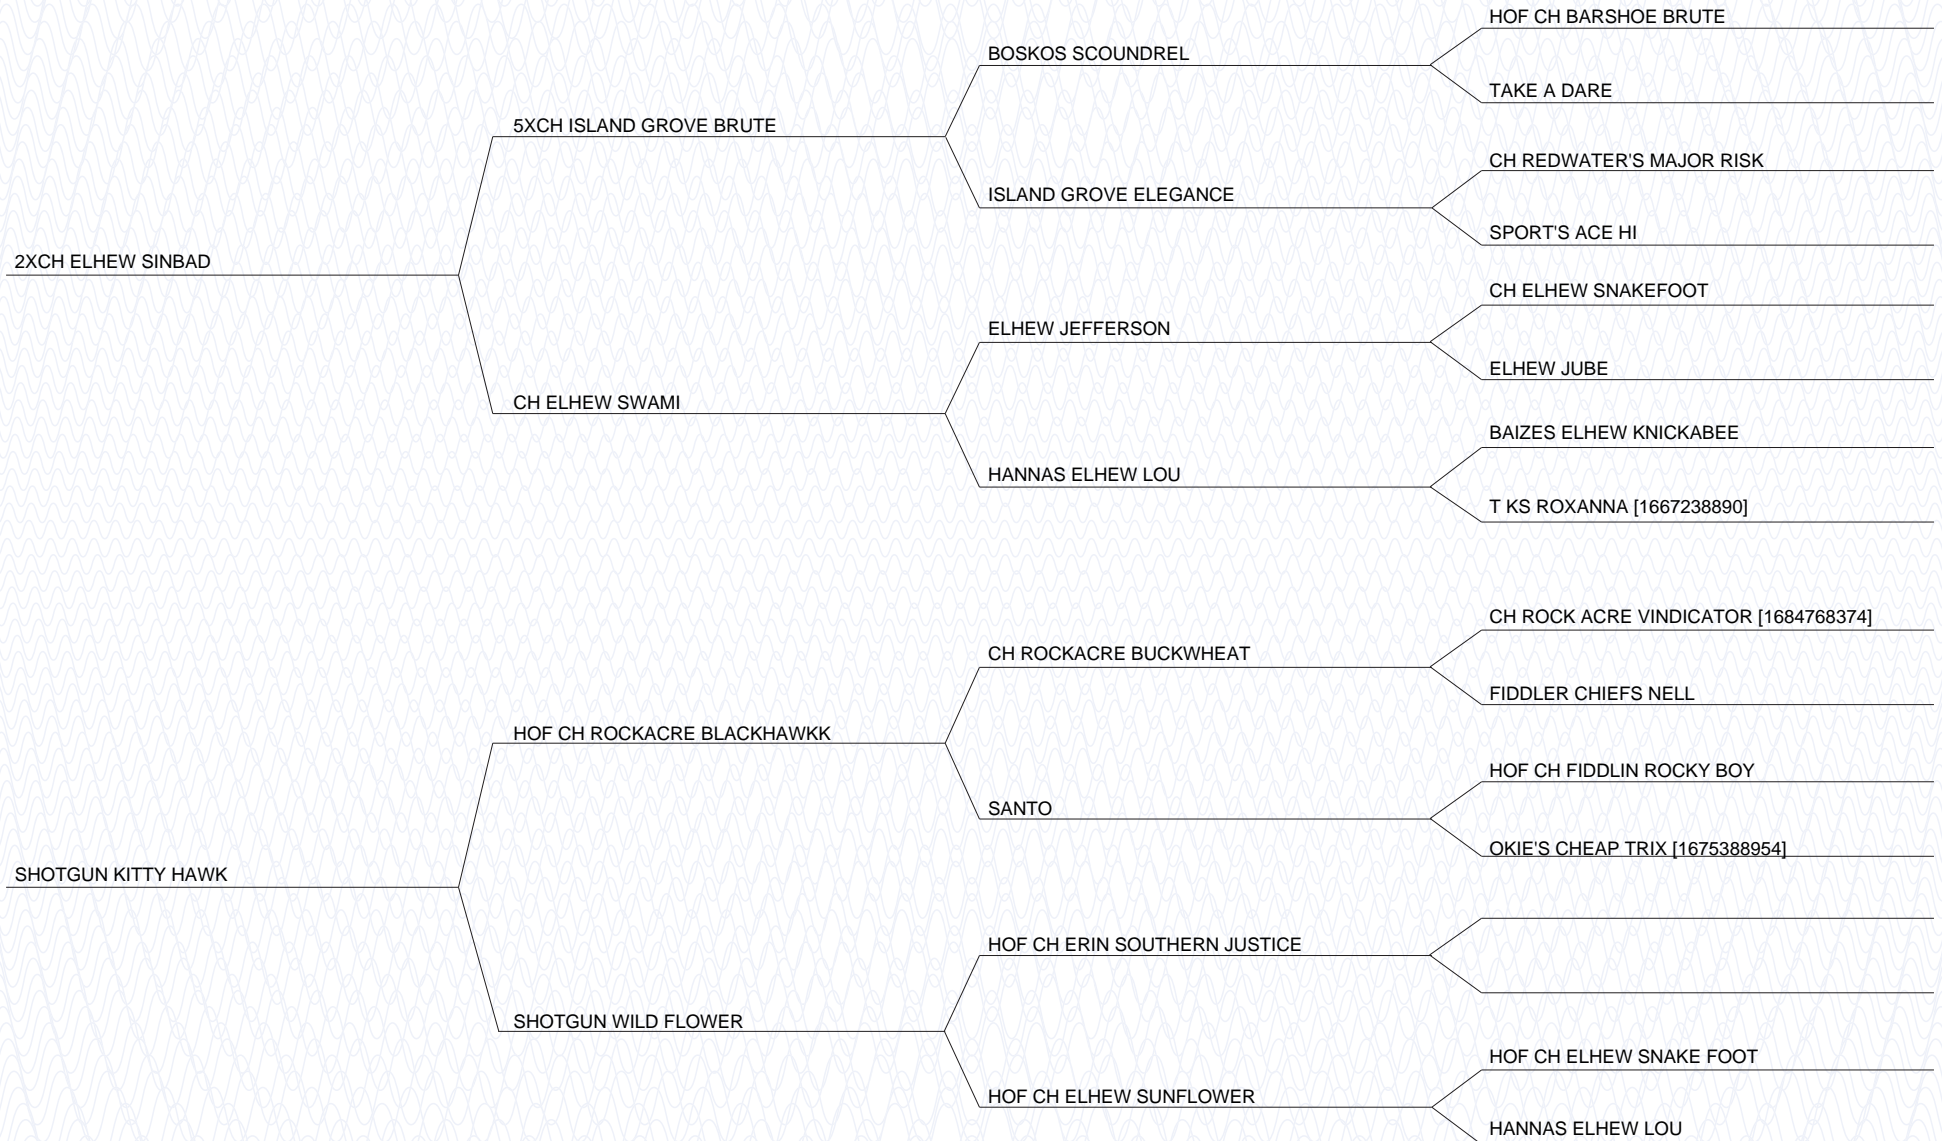 HOF CH BARSHOE BRUTE
BOSKOS SCOUNDREL
TAKE A DARE
5XCH ISLAND GROVE BRUTE
CH REDWATER'S MAJOR RISK
ISLAND GROVE ELEGANCE
SPORT'S ACE HI
2XCH ELHEW SINBAD
CH ELHEW SNAKEFOOT
ELHEW JEFFERSON
ELHEW JUBE
CH ELHEW SWAMI
BAIZES ELHEW KNICKABEE
HANNAS ELHEW LOU
T KS ROXANNA [1667238890]
CH ROCK ACRE VINDICATOR [1684768374]
CH ROCKACRE BUCKWHEAT
FIDDLER CHIEFS NELL
HOF CH ROCKACRE BLACKHAWKK
HOF CH FIDDLIN ROCKY BOY
SANTO
OKIE'S CHEAP TRIX [1675388954]
SHOTGUN KITTY HAWK
HOF CH ERIN SOUTHERN JUSTICE
SHOTGUN WILD FLOWER
HOF CH ELHEW SNAKE FOOT
HOF CH ELHEW SUNFLOWER
HANNAS ELHEW LOU